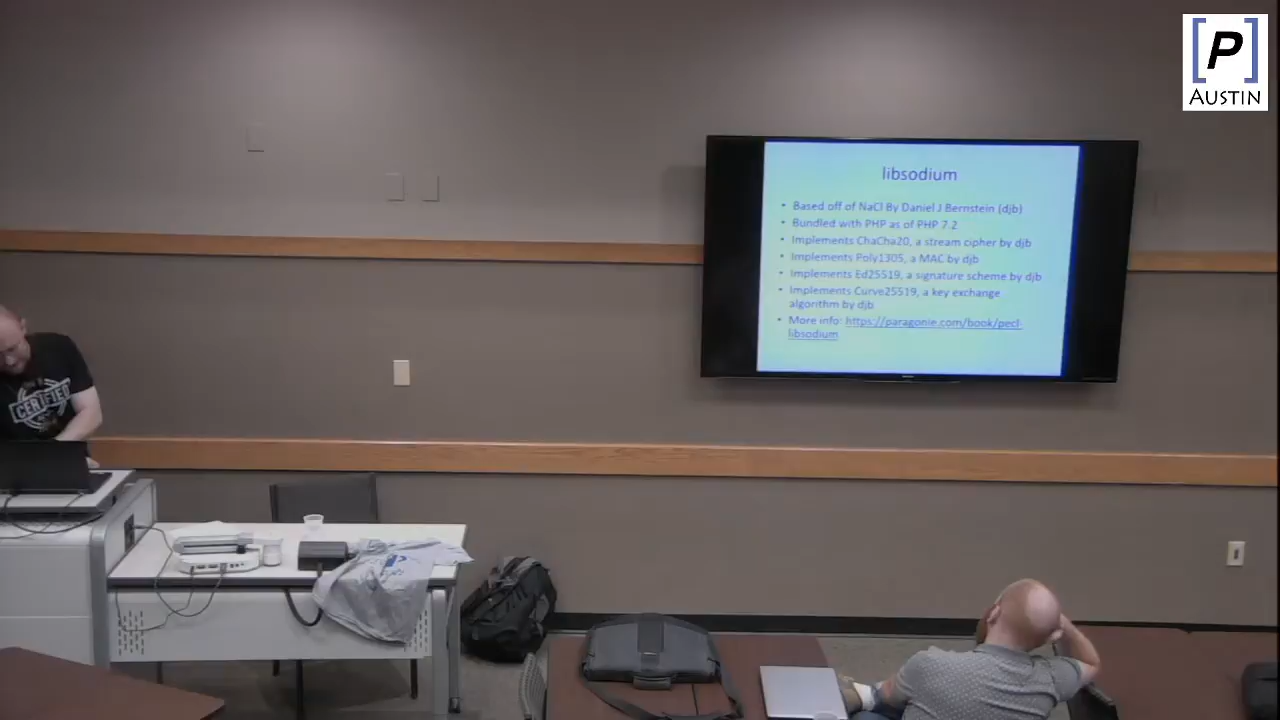 [P]
AUSTIN
libsodium
• Based off of NaCl By Daniel J Bernstein (djb)
• Bundled with PHP as of PHP 7.2
• Implements ChaCha20, a stream cipher by djb
• Implements Poly1305, a MAC by djb
• Implements Ed25519, a signature scheme by djb
• Implements Curve25519, a key exchange
algorithm by djb
• More info: https://paragonie.com/book/pecl-
libsodium
CERTIFIED